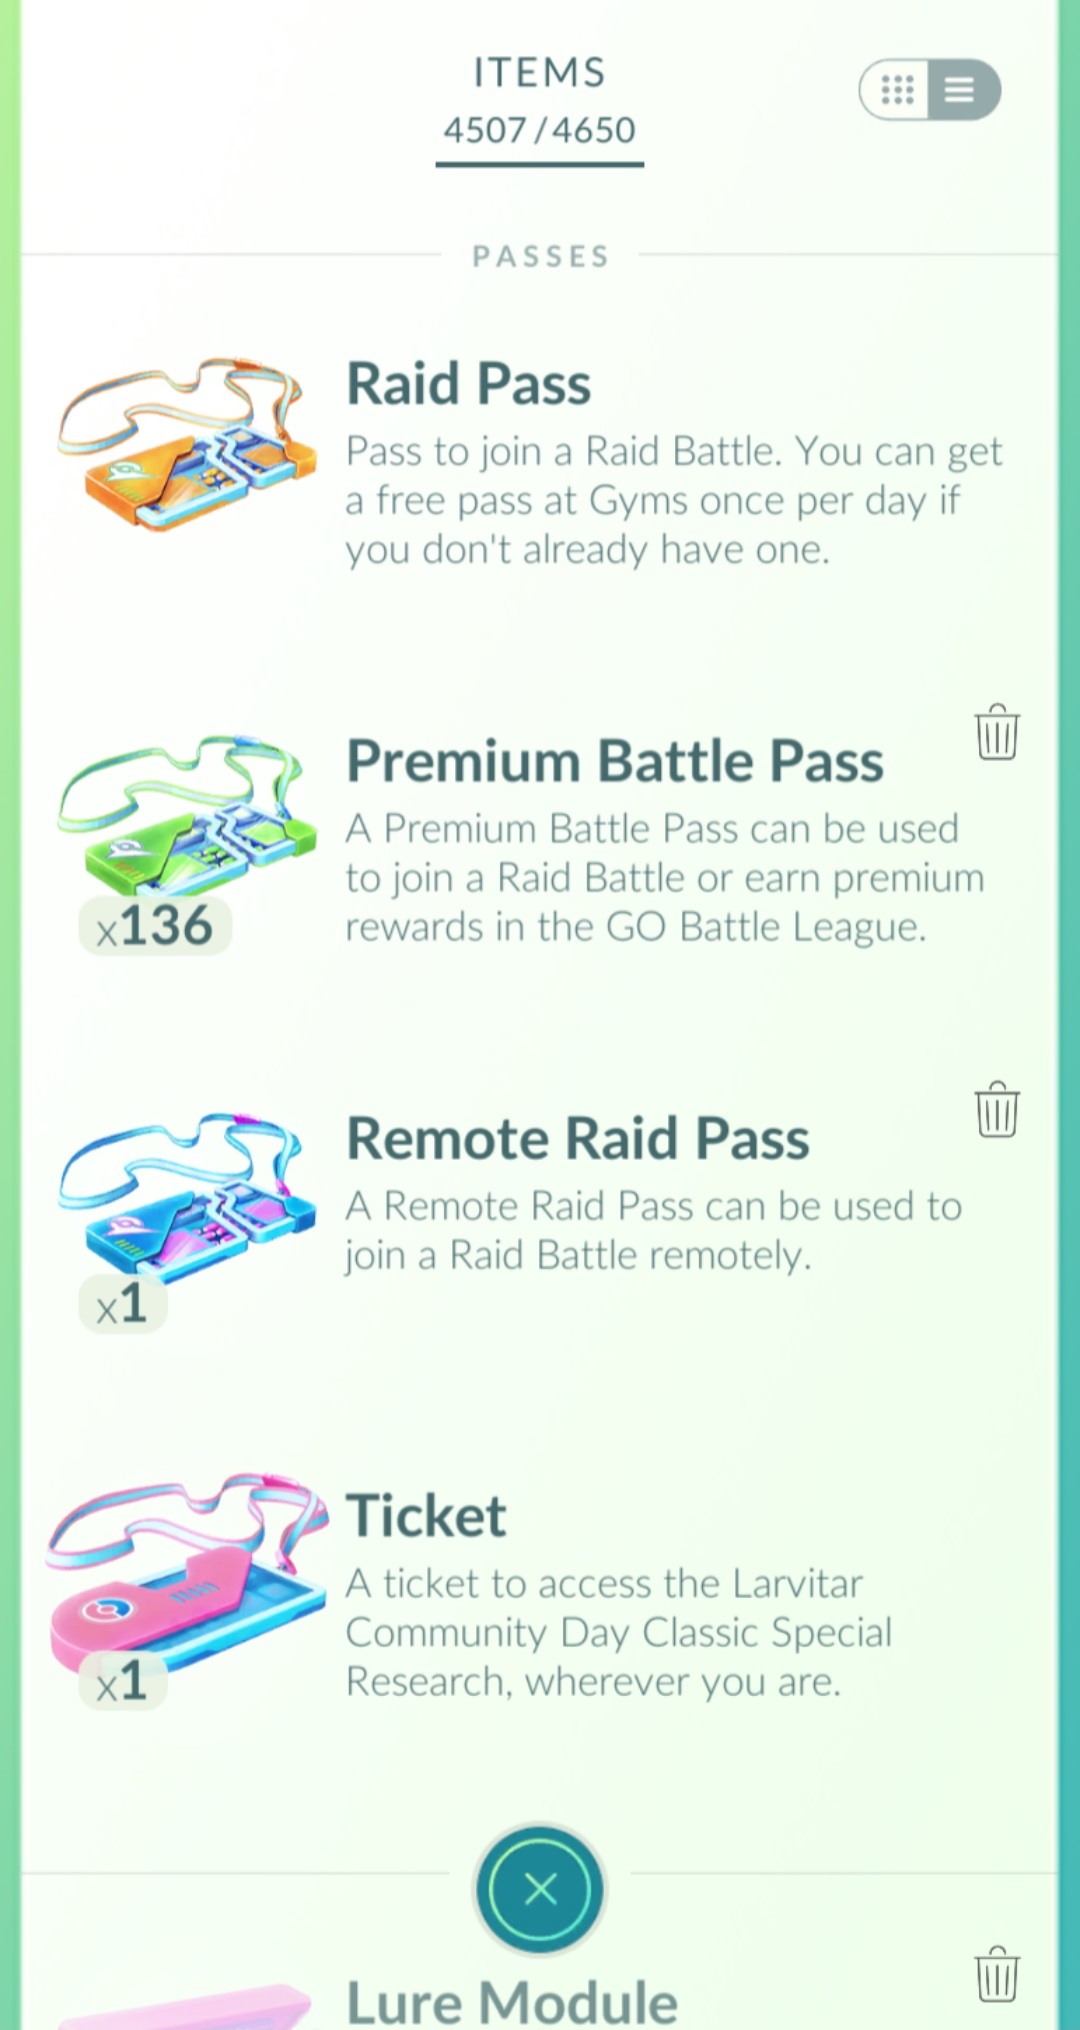 ITEMS
4507/4650
PASSES
Raid Pass
Pass to join a Raid Battle. You can get
a free pass at Gyms once per day if
you don't already have one.
Premium Battle Pass
A Premium Battle Pass can be used
to join a Raid Battle or earn premium
rewards in the GO Battle League.
x136
Remote Raid Pass
A Remote Raid Pass can be used to
join a Raid Battle remotely.
x1
Ticket
A ticket to access the Larvitar
Community Day Classic Special
Research, wherever you are.
x1
Lure Module